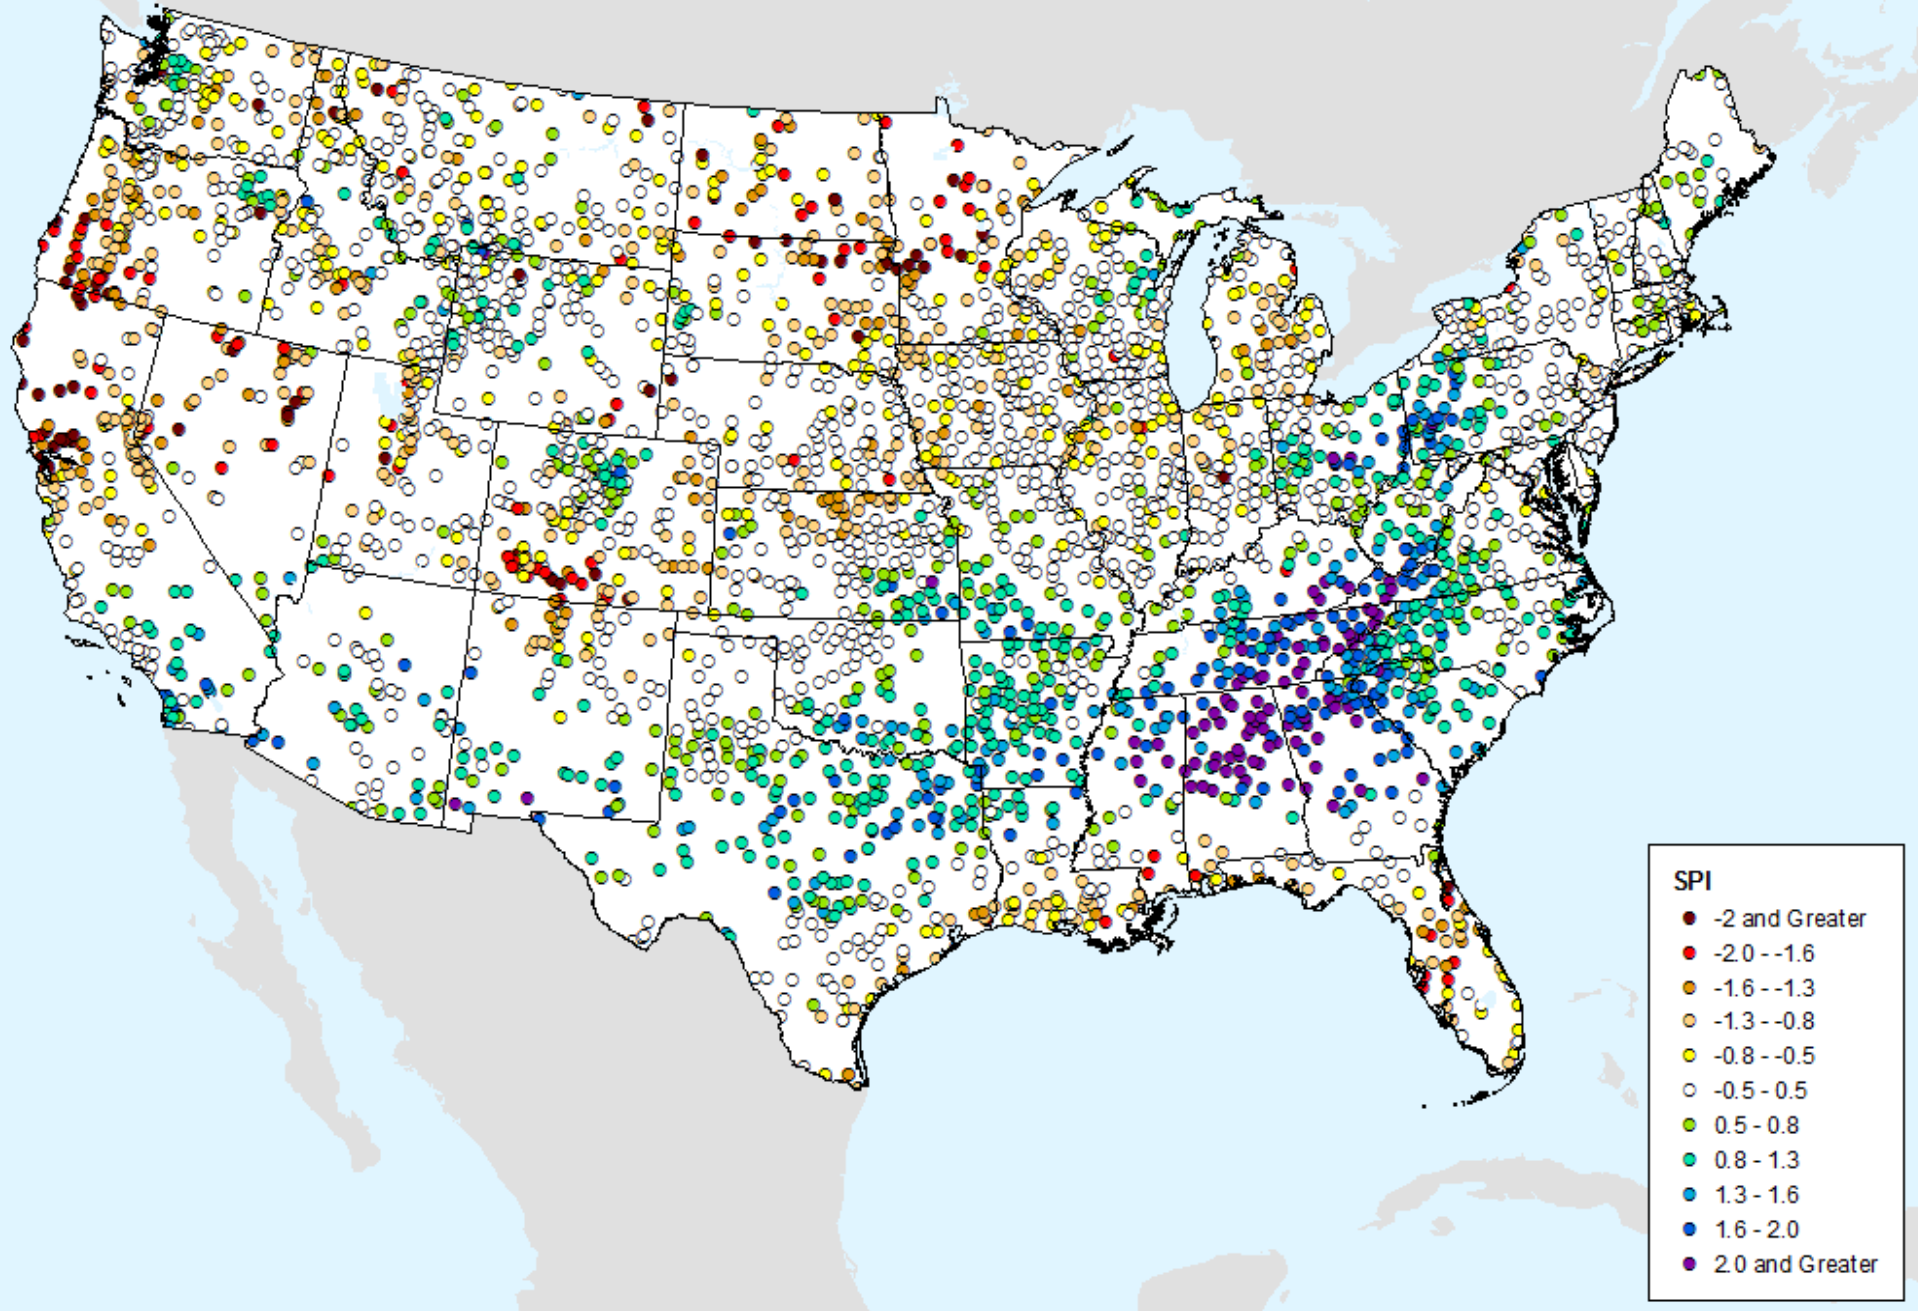 SPI
-2 and Greater
-2.0 - -1.6
-1.6 - -1.3
-1.3 - -0.8
-0.8 - -0.5
-0.5 - 0.5
0.5 - 0.8
0.8 - 1.3
1.3 - 1.6
1.6 - 2.0
2.0 and Greater